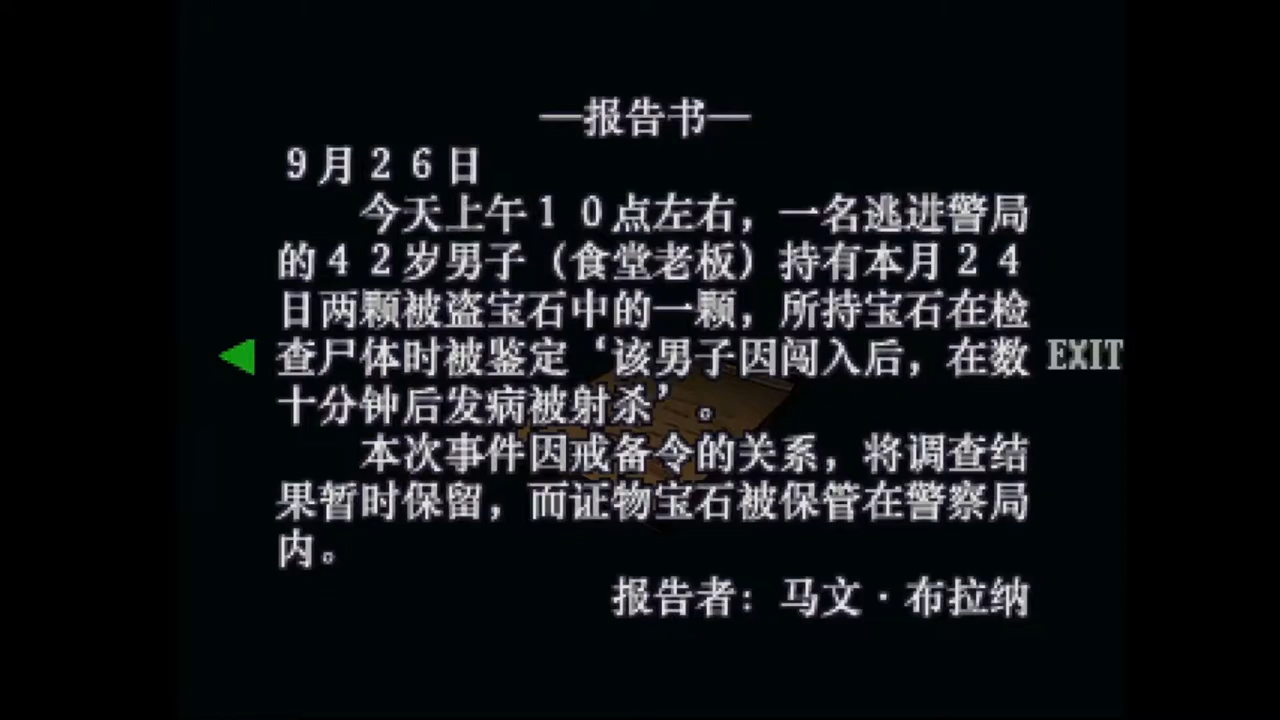 —报告书—
9月26日
今天上午10点左右，一名逃进警局
的42岁男子（食堂老板）持有本月24
日两颗被盗宝石中的一颗，所持宝石在检
查尸体时被鉴定‘该男子因闯入后，在数
EXIT
十分钟后发病被射杀’。
本次事件因戒备令的关系，将调查结
果暂时保留，而证物宝石被保管在警察局
内。
报告者：马文·布拉纳